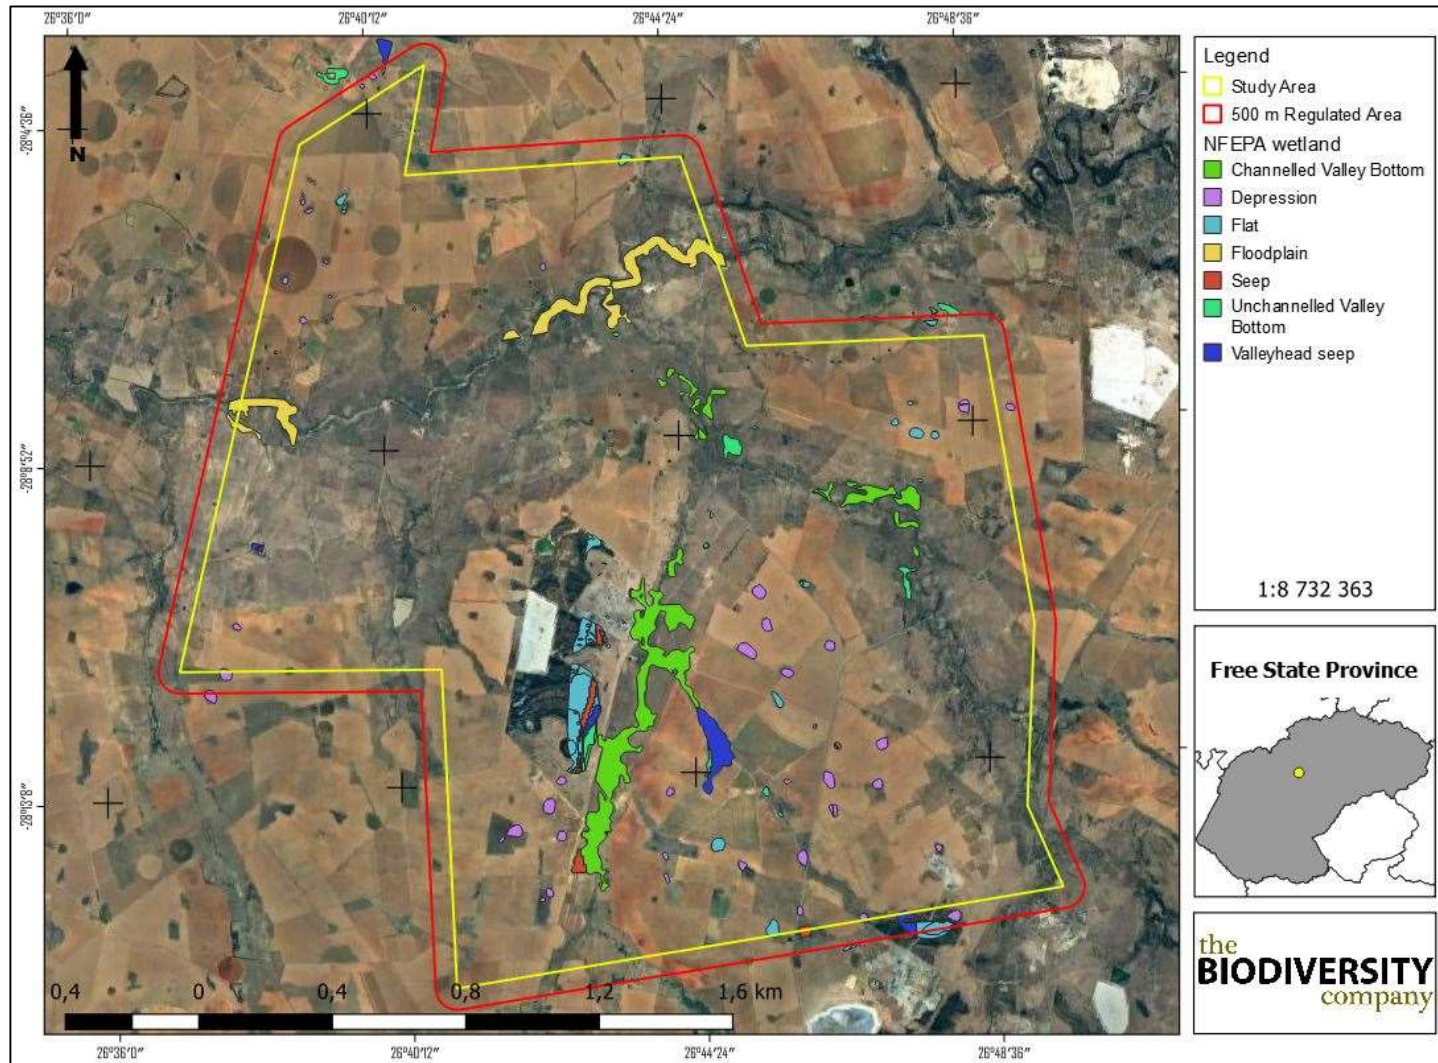 26°36'0" 26°40'12" 26°44'24" 26°48'36"
-28°4'36"
-28°8'52"
-28°13'8"
N
Legend
Study Area
500 m Regulated Area
NFEPA wetland
Channelled Valley Bottom
Depression
Flat
Floodplain
Seep
Unchannelled Valley
Bottom
Valleyhead seep
1:8 732 363
Free State Province
the
BIODIVERSITY
company
0,4 0 0,4 0,8 1,2 1,6 km
26°36'0" 26°40'12" 26°44'24" 26°48'36"